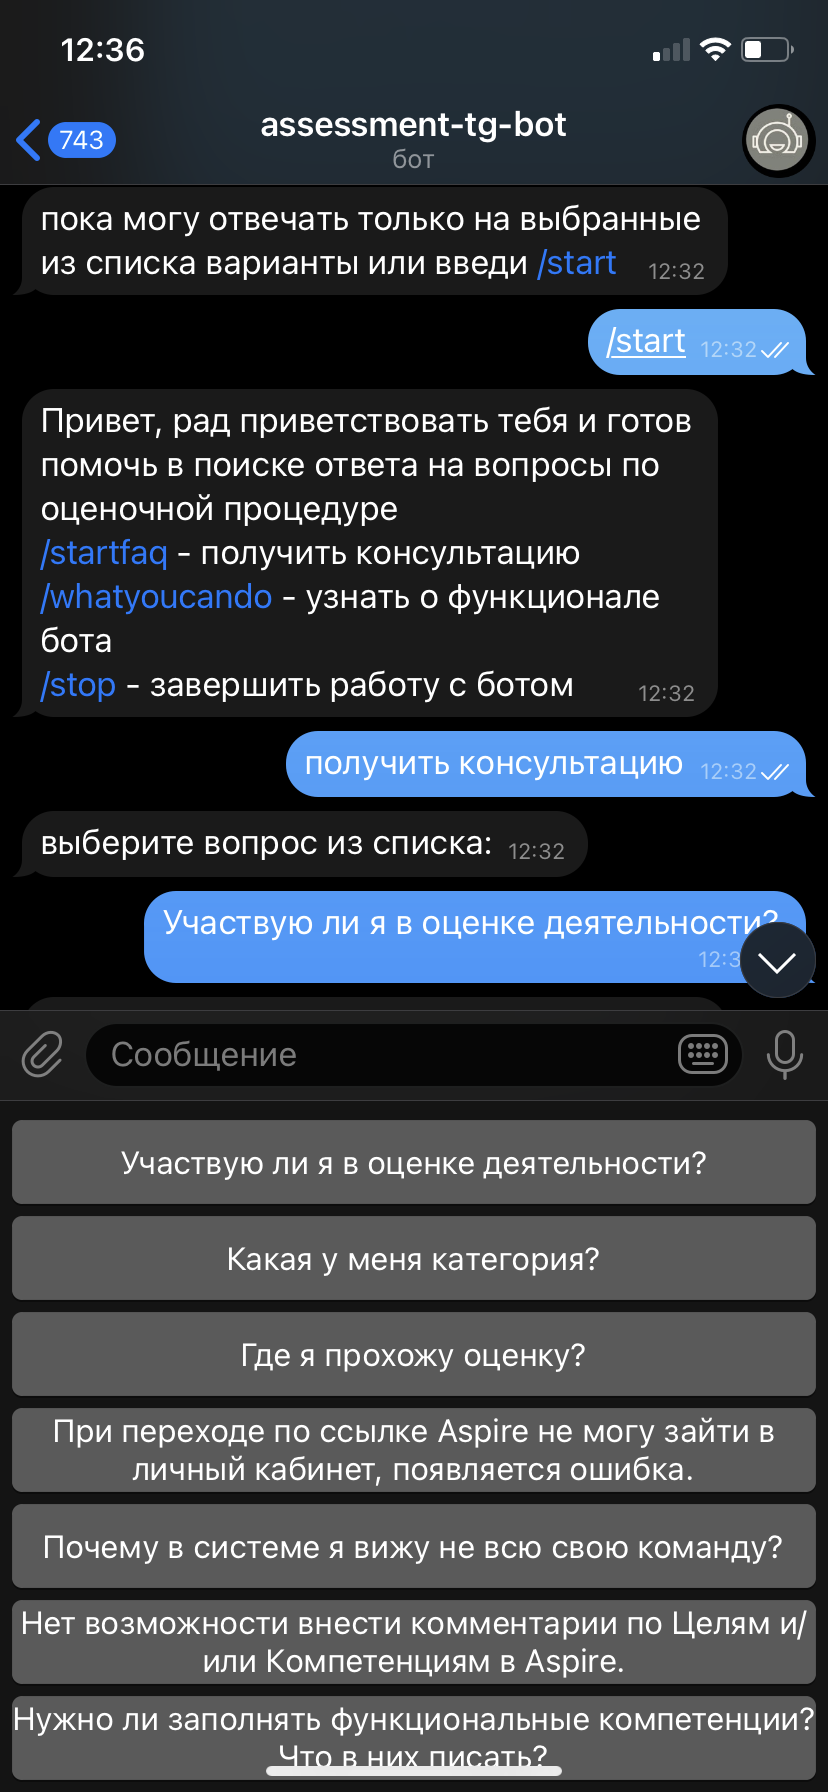 12:36
743
assessment-tg-bot
бот
пока могу отвечать только на выбранные
из списка варианты или введи /start 12:32
/start 12:32
Привет, рад приветствовать тебя и готов
помочь в поиске ответа на вопросы по
оценочной процедуре
/startfaq - получить консультацию
/whatyoucando - узнать о функционале
бота
/stop - завершить работу с ботом 12:32
получить консультацию 12:32
выберите вопрос из списка: 12:32
Участвую ли я в оценке деятельности?
12:3
Сообщение
Участвую ли я в оценке деятельности?
Какая у меня категория?
Где я прохожу оценку?
При переходе по ссылке Aspire не могу зайти в
личный кабинет, появляется ошибка.
Почему в системе я вижу не всю свою команду?
Нет возможности внести комментарии по Целям и/
или Компетенциям в Aspire.
Нужно ли заполнять функциональные компетенции?
Что в них писать?